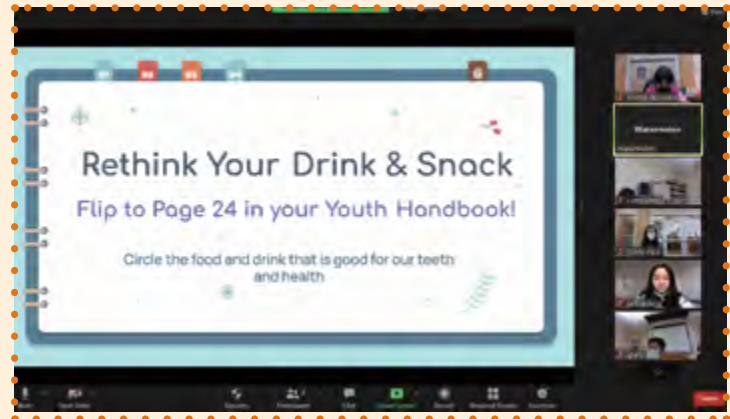 Rethink Your Drink & Snack
Flip to Page 24 in your Youth Handbook!
Circle the food and drink that is good for our teeth
and health